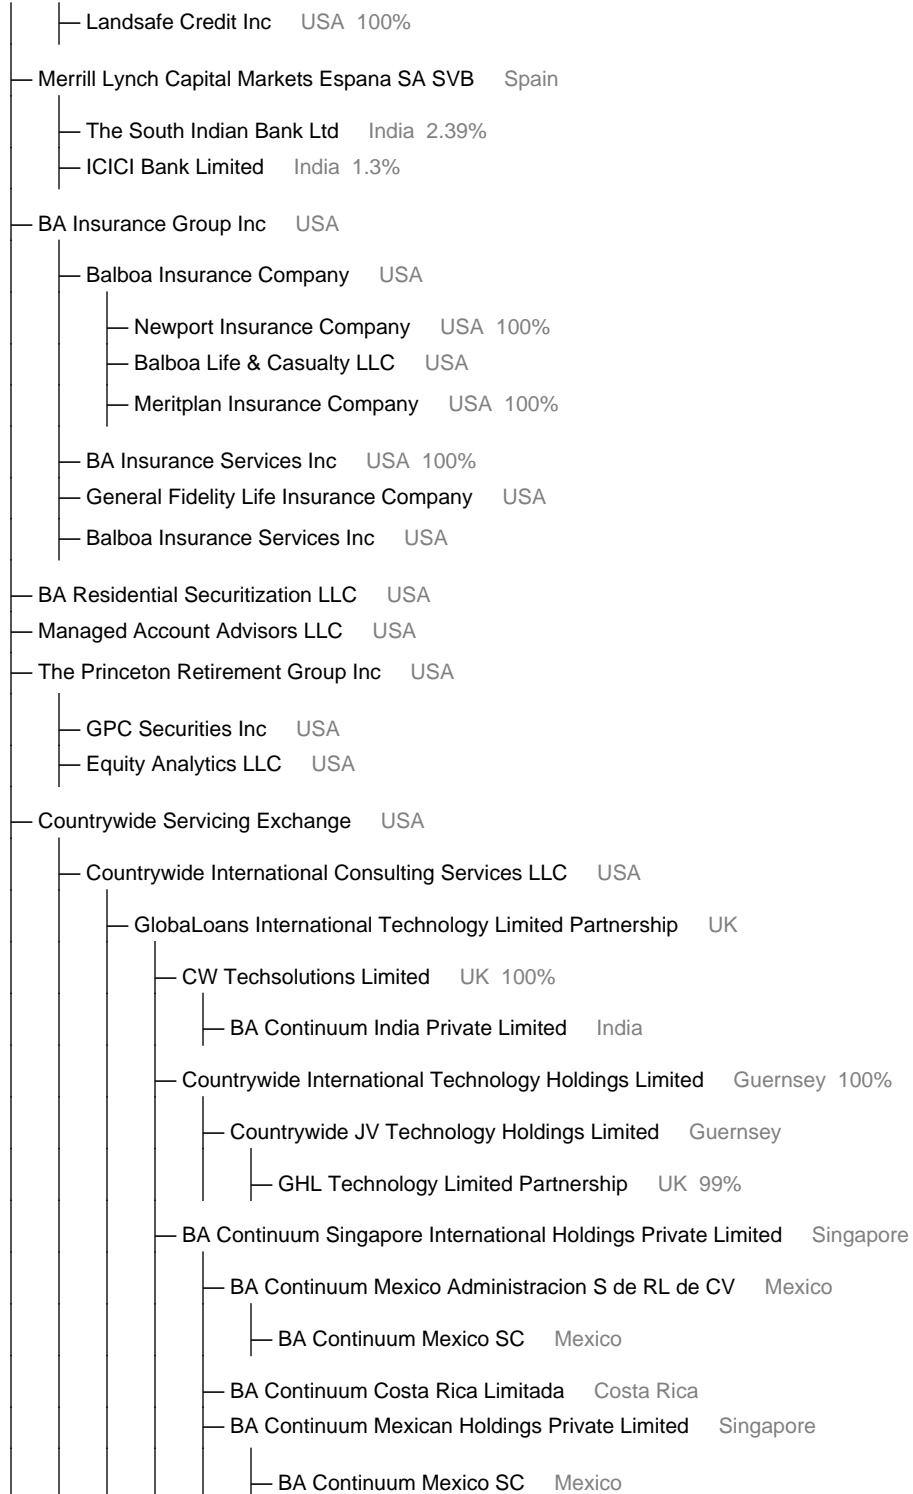 Landsafe Credit Inc USA 100%
Merrill Lynch Capital Markets Espana SA SVB Spain
The South Indian Bank Ltd India 2.39%
ICICI Bank Limited India 1.3%
BA Insurance Group Inc USA
Balboa Insurance Company USA
Newport Insurance Company USA 100%
Balboa Life & Casualty LLC USA
Meritplan Insurance Company USA 100%
BA Insurance Services Inc USA 100%
General Fidelity Life Insurance Company USA
Balboa Insurance Services Inc USA
BA Residential Securitization LLC USA
Managed Account Advisors LLC USA
The Princeton Retirement Group Inc USA
GPC Securities Inc USA
Equity Analytics LLC USA
Countrywide Servicing Exchange USA
Countrywide International Consulting Services LLC USA
GlobaLoans International Technology Limited Partnership UK
CW Techsolutions Limited UK 100%
BA Continuum India Private Limited India
Countrywide International Technology Holdings Limited Guernsey 100%
Countrywide JV Technology Holdings Limited Guernsey
GHL Technology Limited Partnership UK 99%
BA Continuum Singapore International Holdings Private Limited Singapore
BA Continuum Mexico Administracion S de RL de CV Mexico
BA Continuum Mexico SC Mexico
BA Continuum Costa Rica Limitada Costa Rica
BA Continuum Mexican Holdings Private Limited Singapore
BA Continuum Mexico SC Mexico